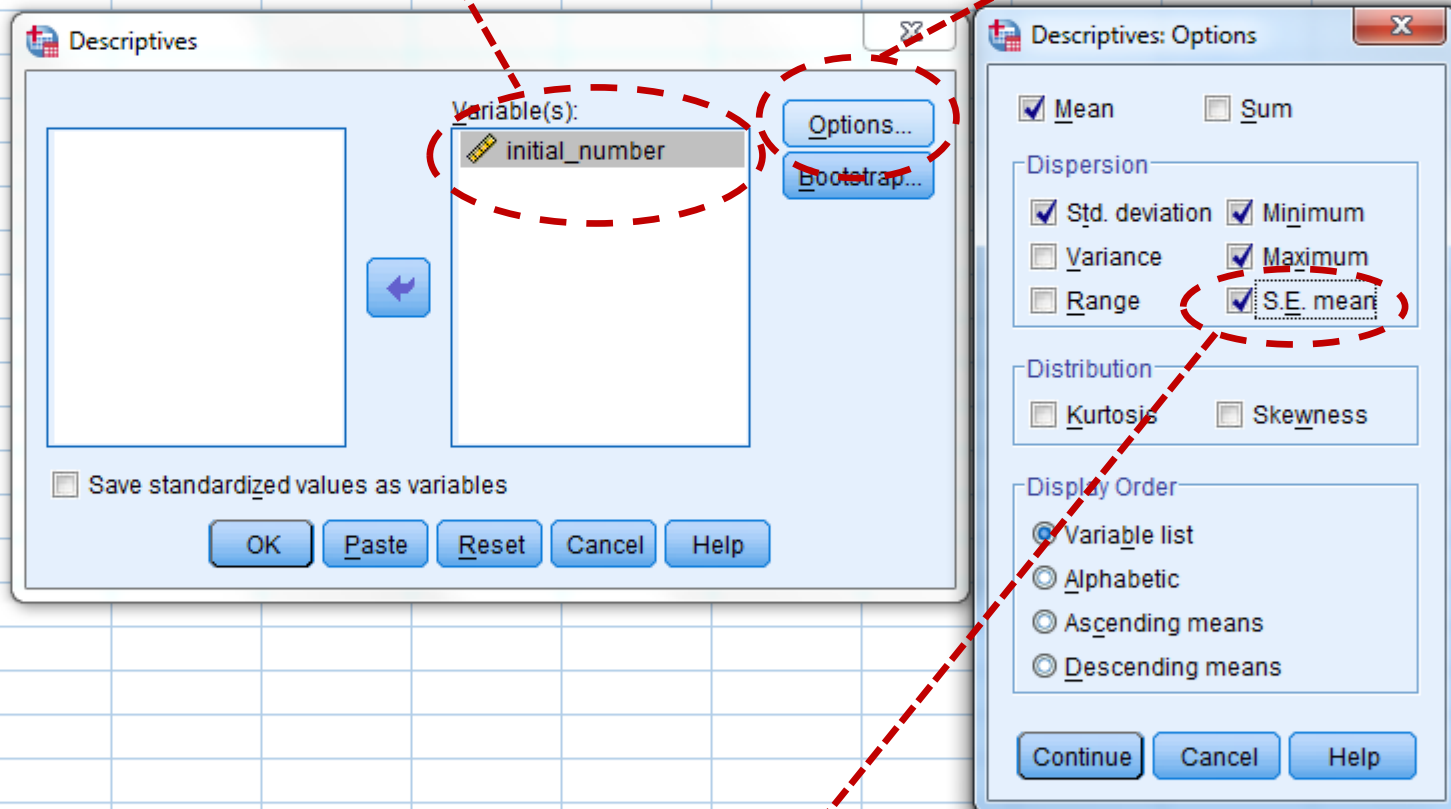 Descriptives
Variable(s):
initial_number
Options...
Bootstrap...
Save standardized values as variables
OK Paste Reset Cancel Help
Descriptives: Options
Mean Sum
Dispersion
Std. deviation Minimum
Variance Maximum
Range S.E. mean
Distribution
Kurtosis Skewness
Display Order
Variable list
Alphabetic
Ascending means
Descending means
Continue Cancel Help